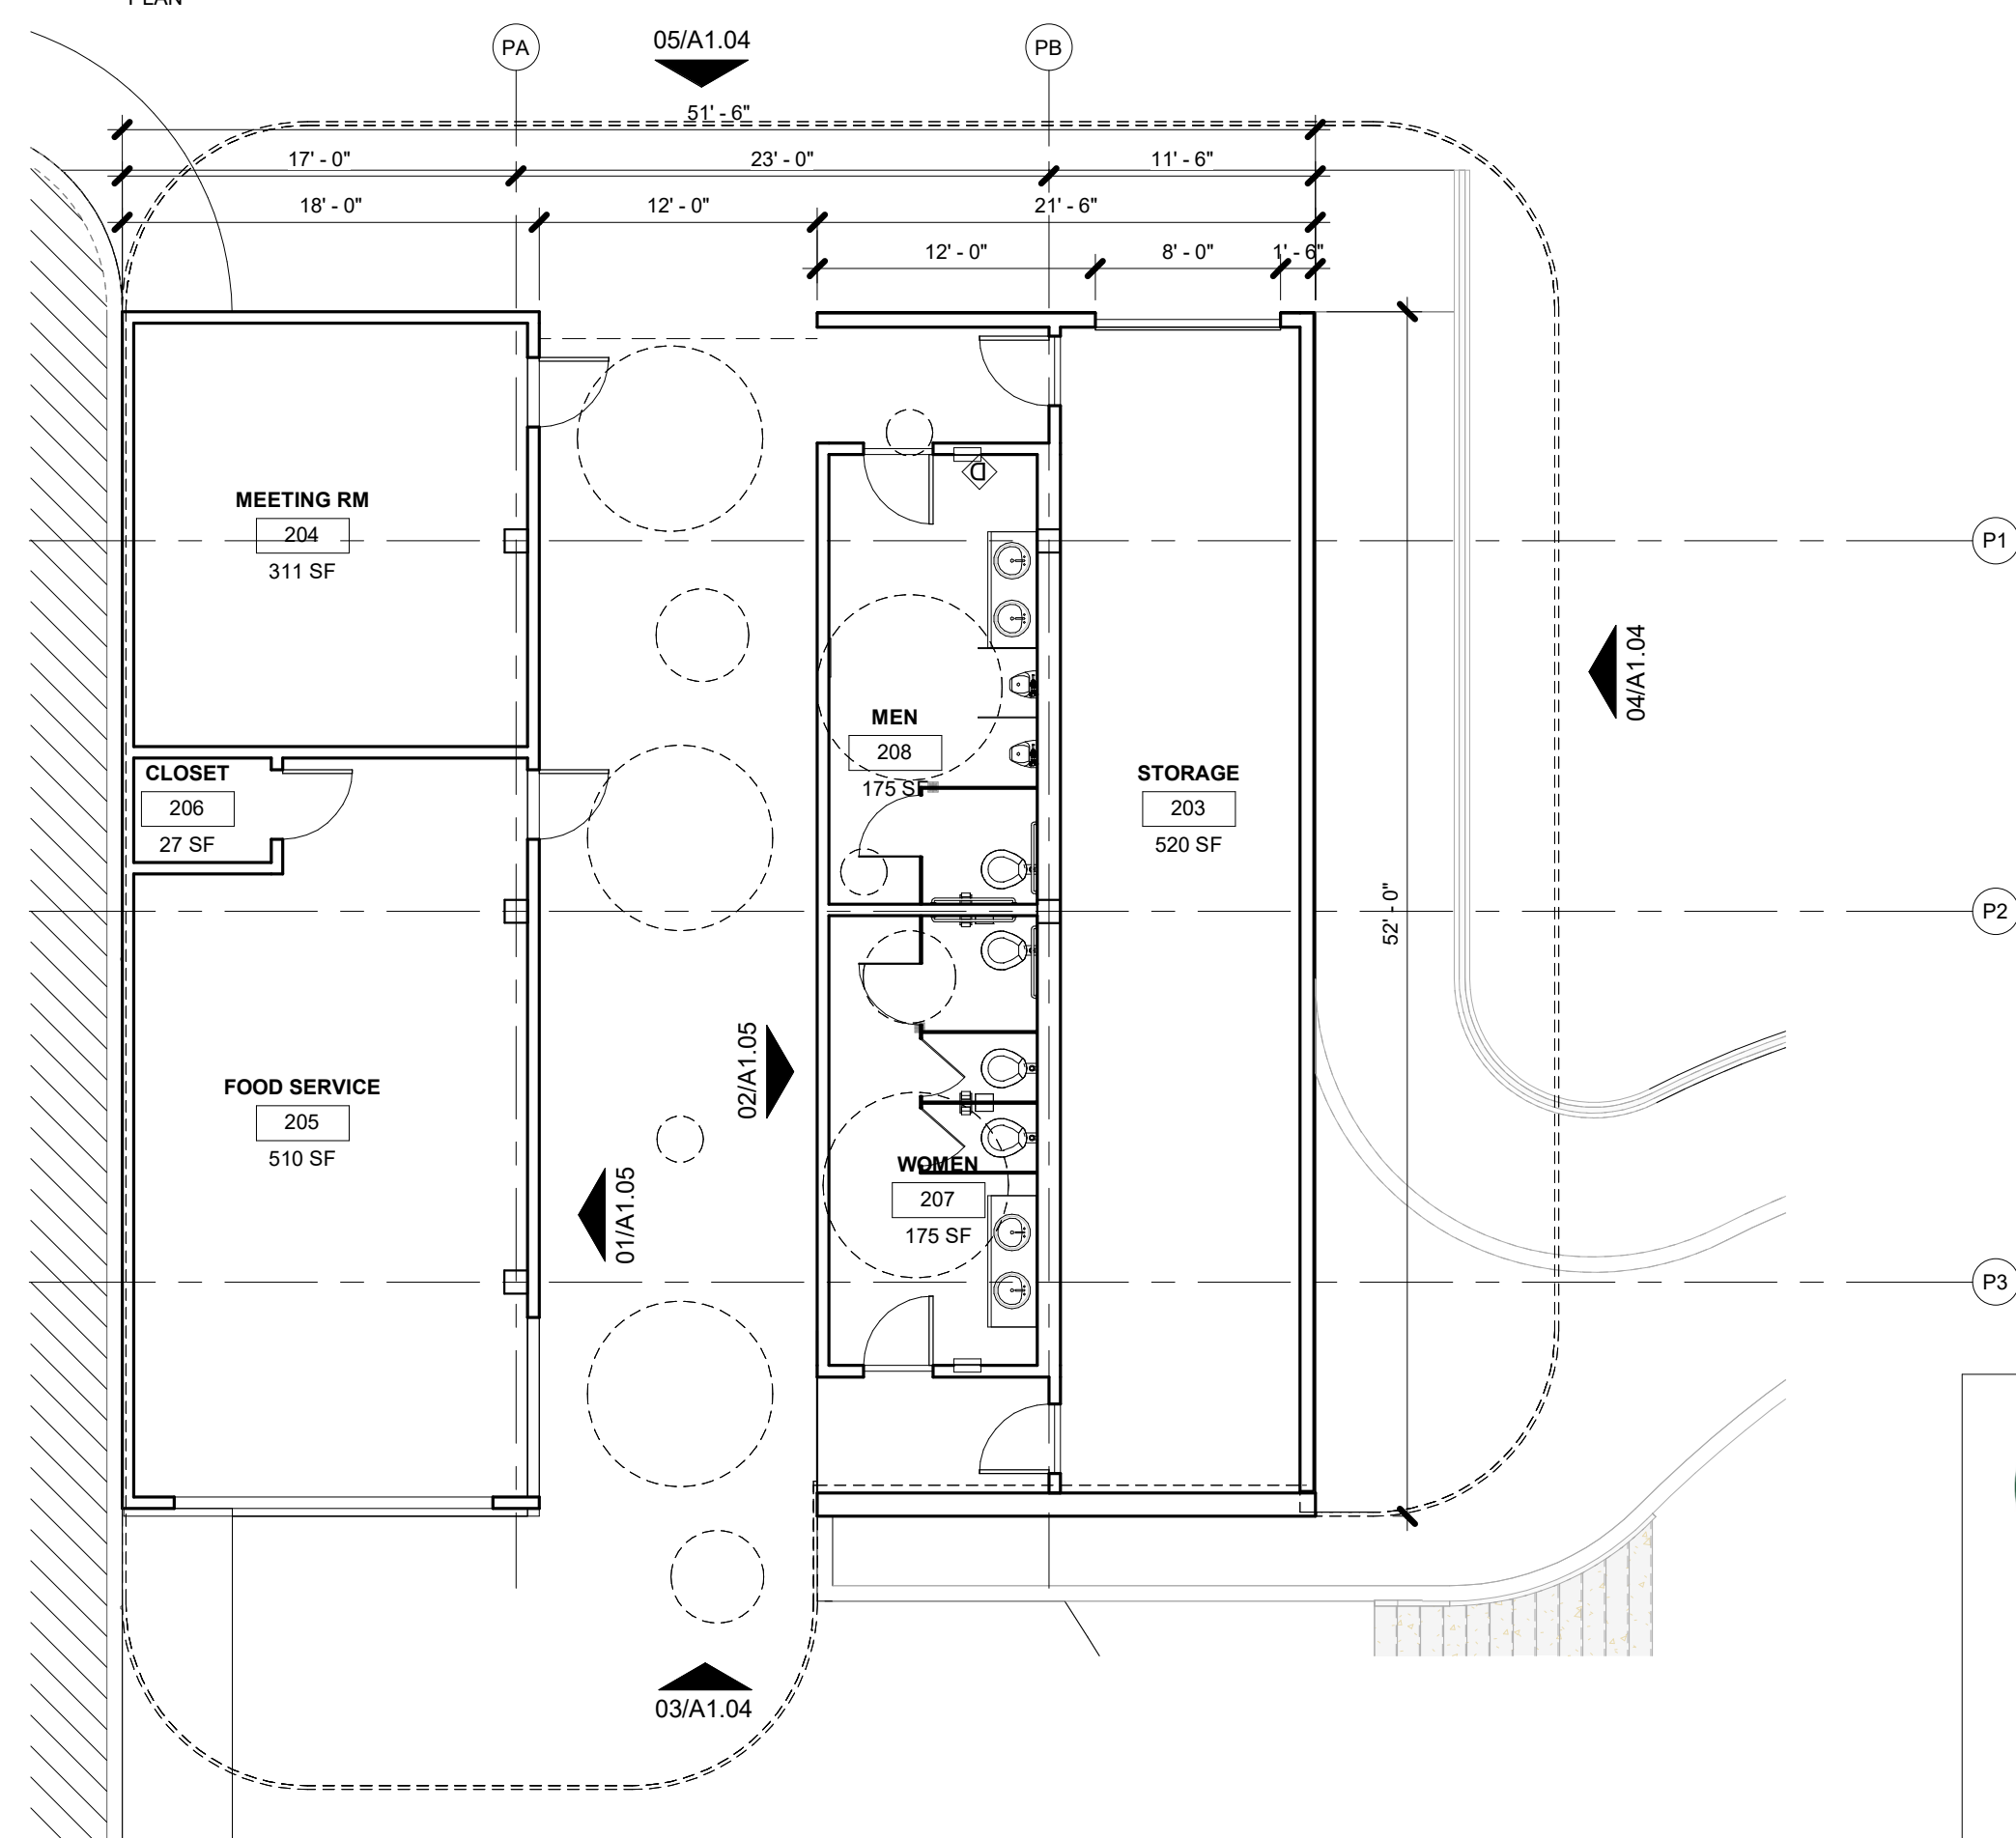 PLAN
PA
05/A1.04
PB
51' - 6"
17' - 0"
23' - 0"
11' - 6"
18' - 0"
12' - 0"
21' - 6"
12' - 0"
8' - 0"
1' - 6"
D
MEETING RM
204
311 SF
P1
04/A1.04
MEN
208
175 SF
CLOSET
206
27 SF
STORAGE
203
520 SF
52' - 0"
P2
02/A1.05
FOOD SERVICE
205
510 SF
WOMEN
207
175 SF
01/A1.05
P3
03/A1.04